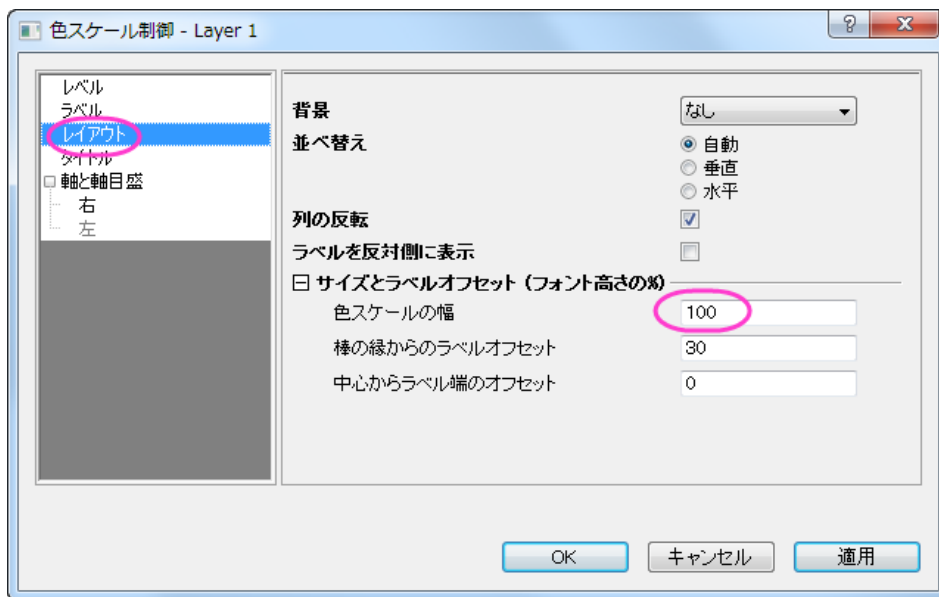 色スケール制御 - Layer 1
レベル
ラベル
レイアウト
タイトル
軸と軸目盛
右
左
背景
なし
並べ替え
自動
垂直
水平
列の反転
ラベルを反対側に表示
サイズとラベルオフセット (フォント高さの%)
色スケールの幅
100
棒の縁からのラベルオフセット
30
中心からラベル端のオフセット
0
OK
キャンセル
適用